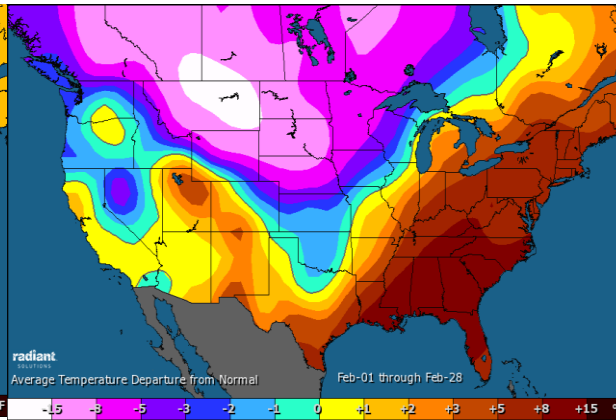 radiant
SOLUTIONS
Average Temperature Departure from Normal
Feb-01 through Feb-28
F -15 -8 -5 -3 -2 -1 0 +1 +2 +3 +5 +8 +15